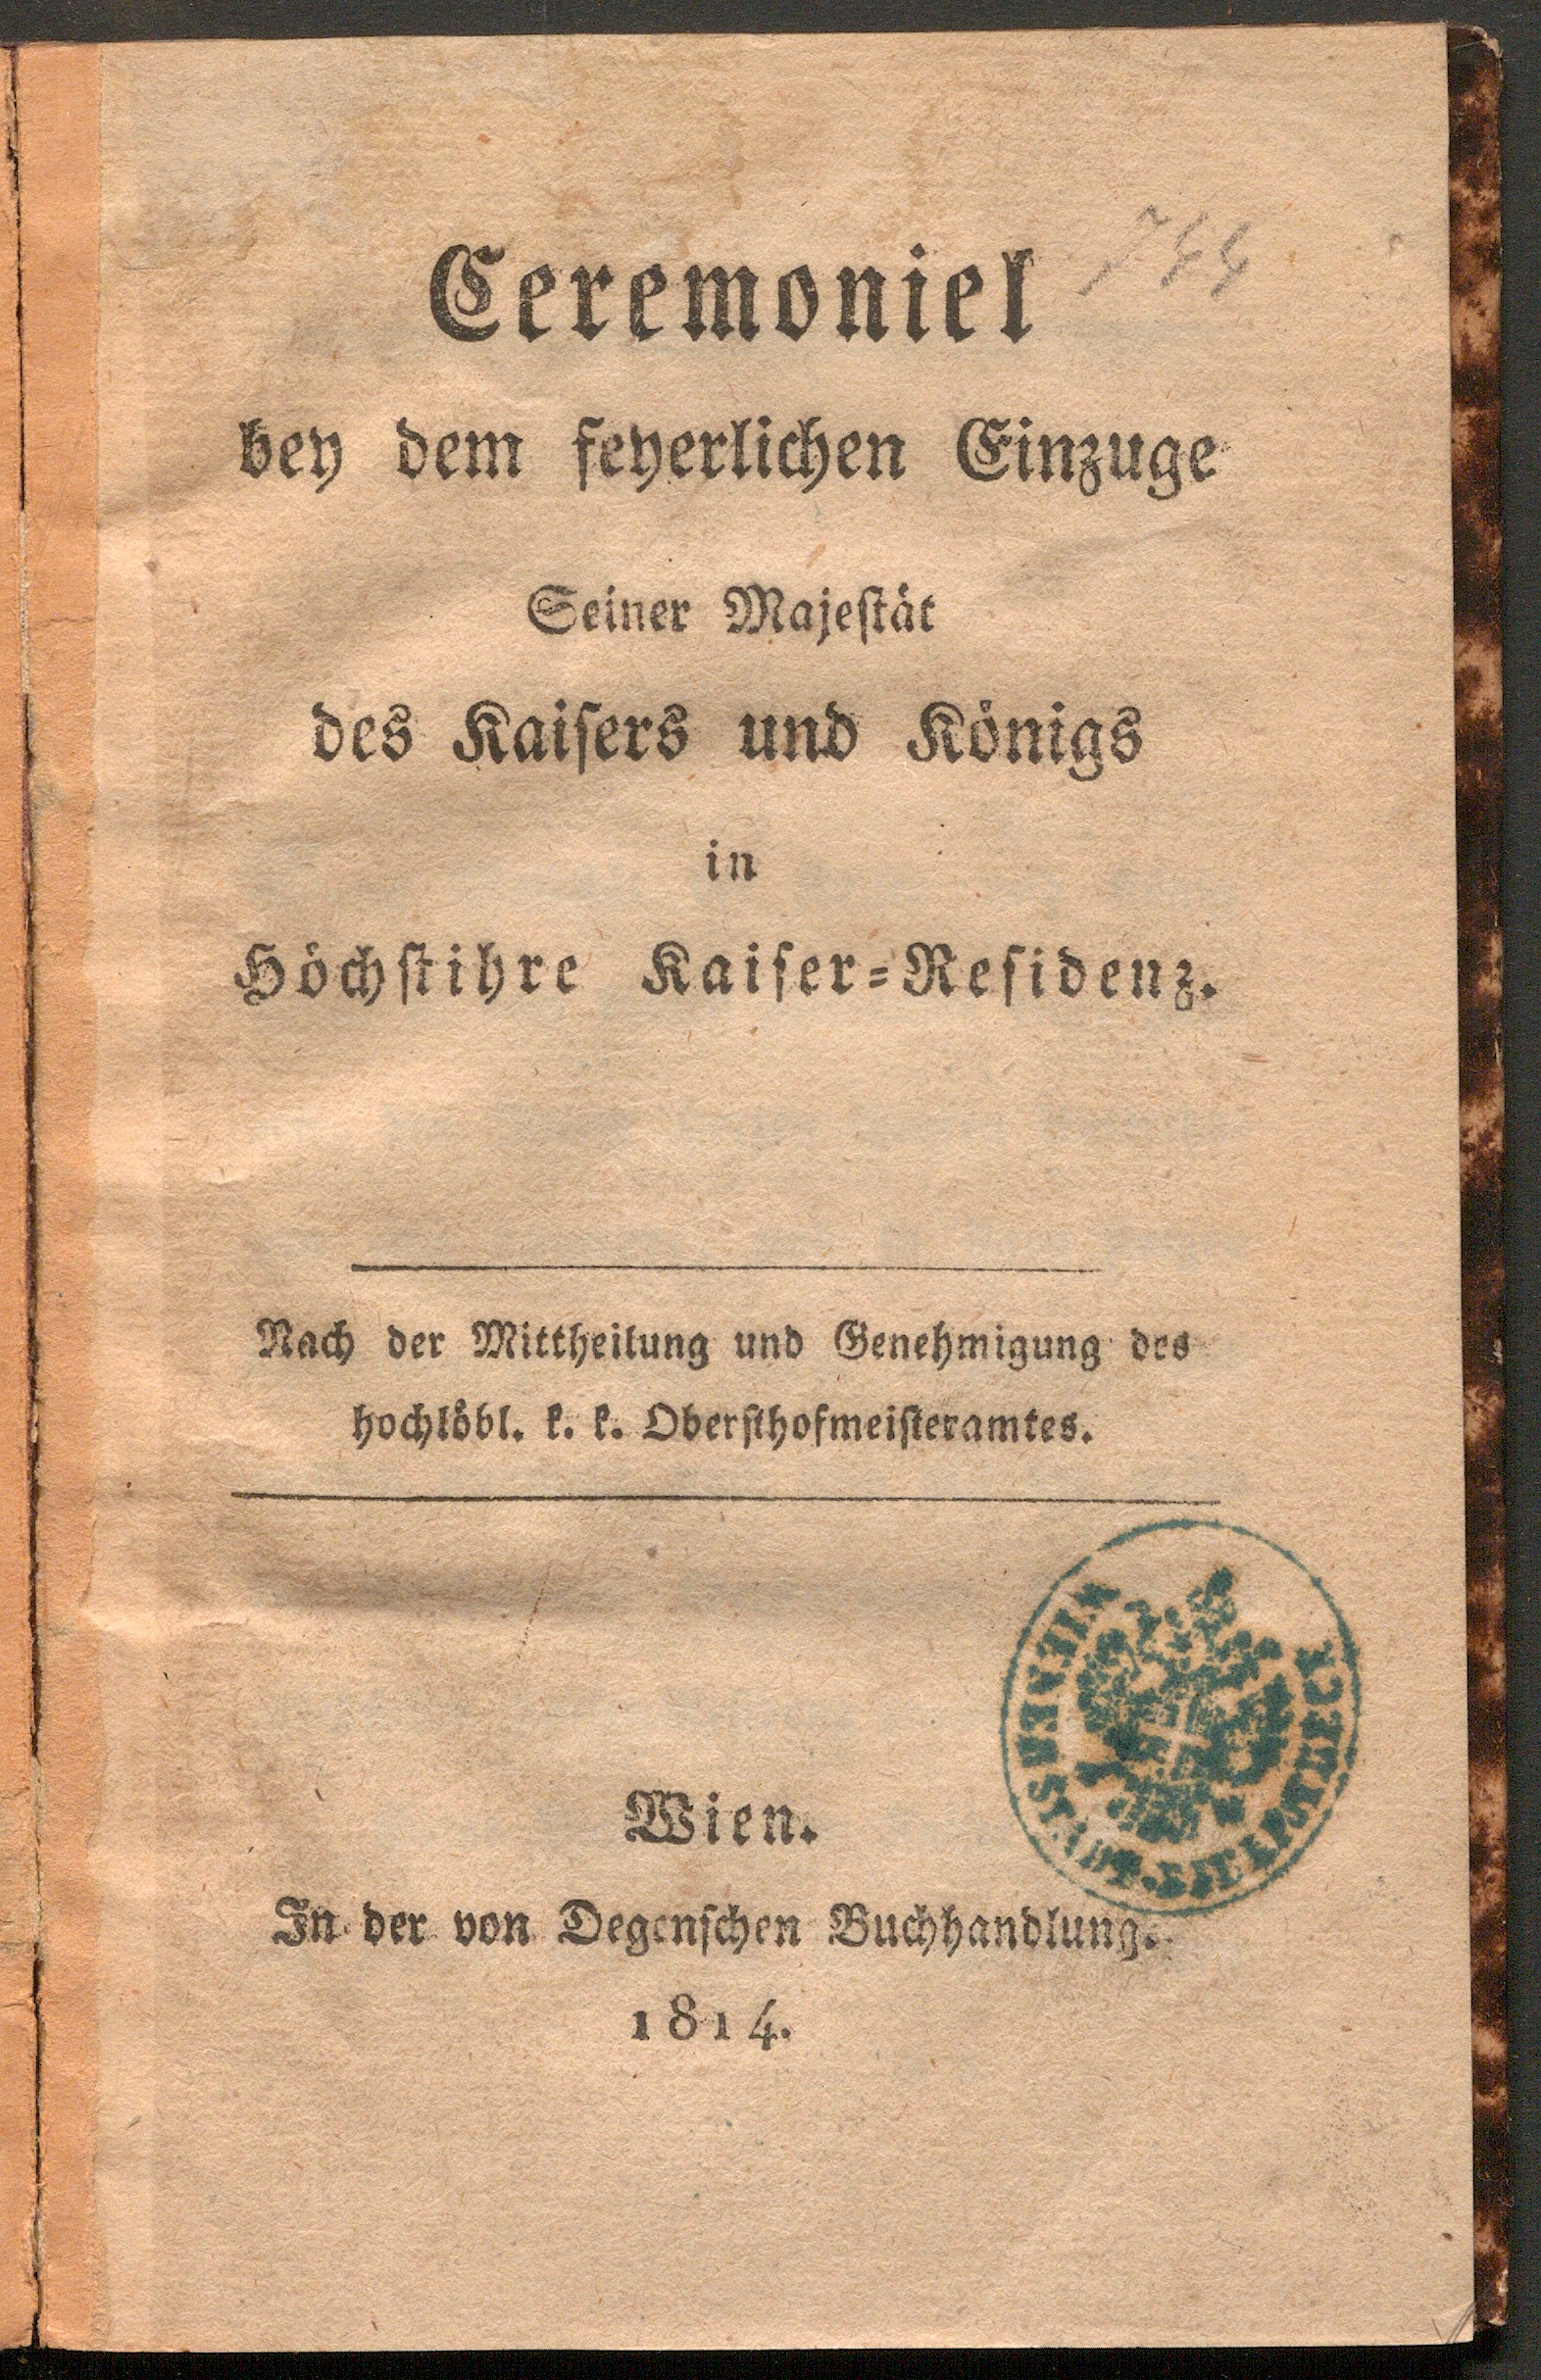 744
Ceremoniel
bey dem feyerlichen Einzuge
Seiner Majeſtät
des Kaiſers und Königs
in
Höchſtihre Kaiſer-Reſidenz.
Nach der Mittheilung und Genehmigung des
hochlöbl. k. k. Oberſthofmeiſteramtes.
Wien.
In der von Degenſchen Buchhandlung.
1814.